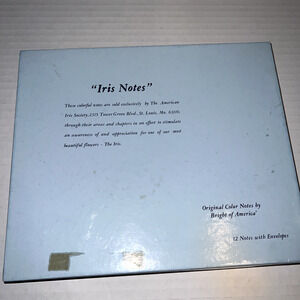 "Iris Notes"
These colorful notes are sold exclusively by The American
Iris Society, 2315 Tower Grove Blvd., St. Louis, Mo. 63110,
through their areas and chapters in an effort to stimulate
an awareness of and appreciation for one of our most
beautiful flowers - The Iris.
Original Color Notes by
Bright of America
12 Notes with Envelopes